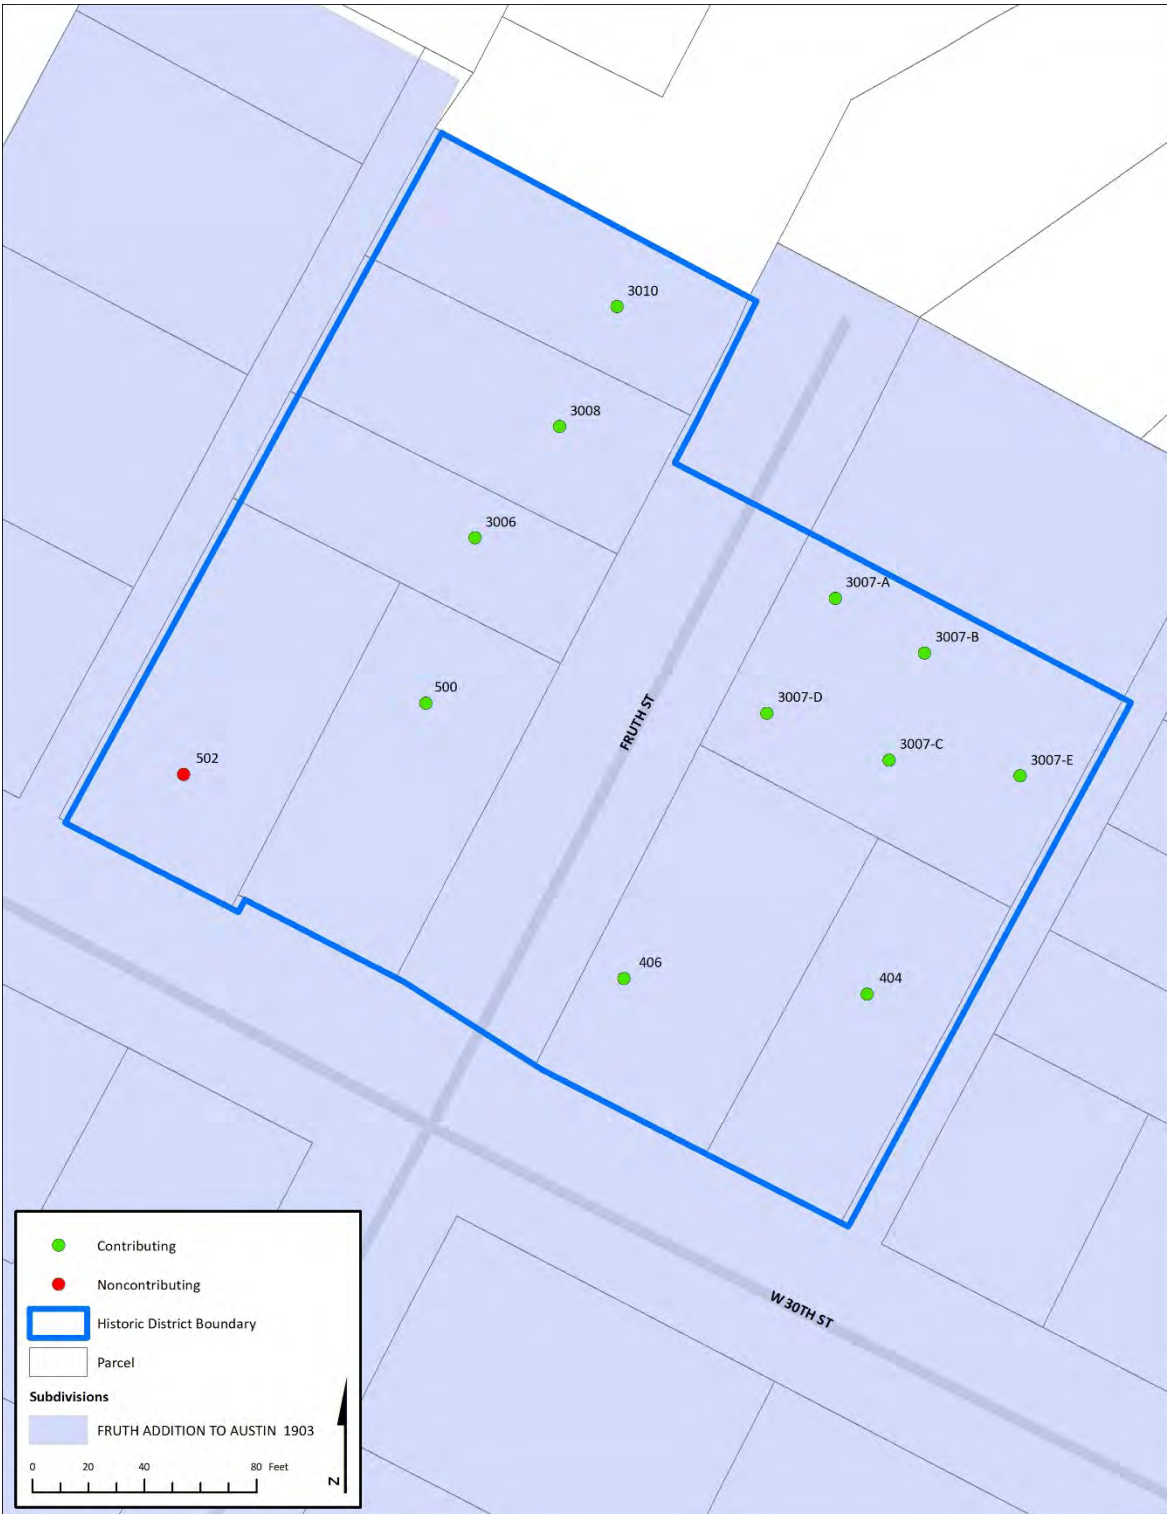 3010
3008
3006
3007-A
3007-B
500
3007-D
FRUTH ST
502
3007-C
3007-E
406
404
W 30TH ST
Contributing
Noncontributing
Historic District Boundary
Parcel
Subdivisions
FRUTH ADDITION TO AUSTIN 1903
0 20 40 80 Feet
N